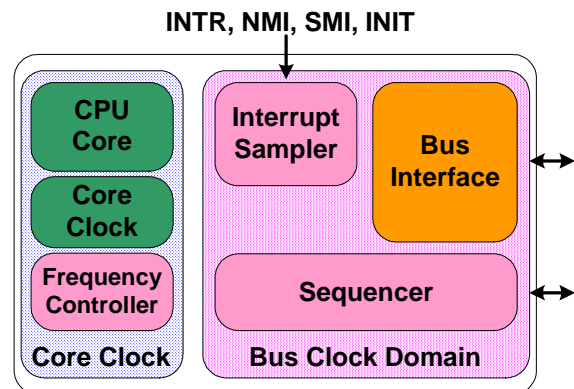 INTR, NMI, SMI, INIT
CPU
Core
Core
Clock
Frequency
Controller
Core Clock
Interrupt
Sampler
Bus
Interface
Sequencer
Bus Clock Domain